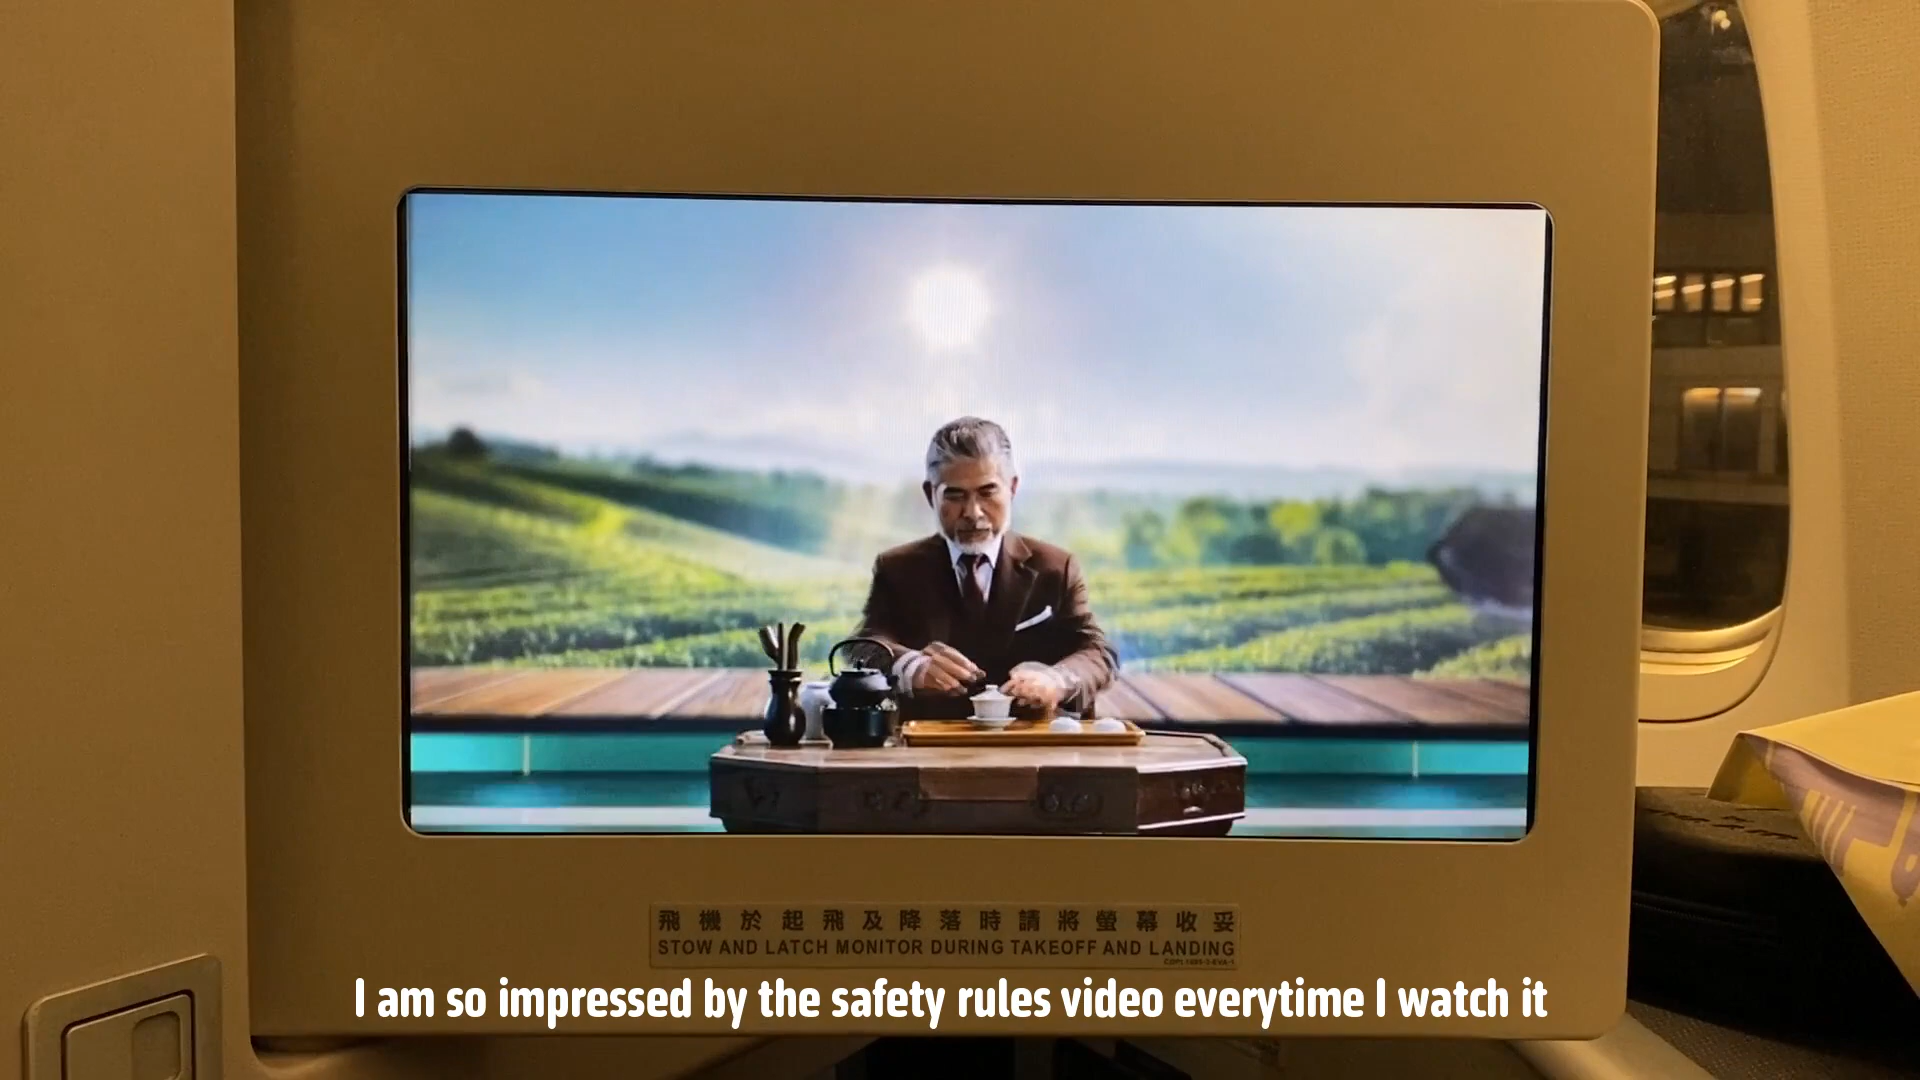 飛機於起飛及降落時請將螢幕收妥
STOW AND LATCH MONITOR DURING TAKEOFF AND LANDING
I am so impressed by the safety rules video everytime I watch it